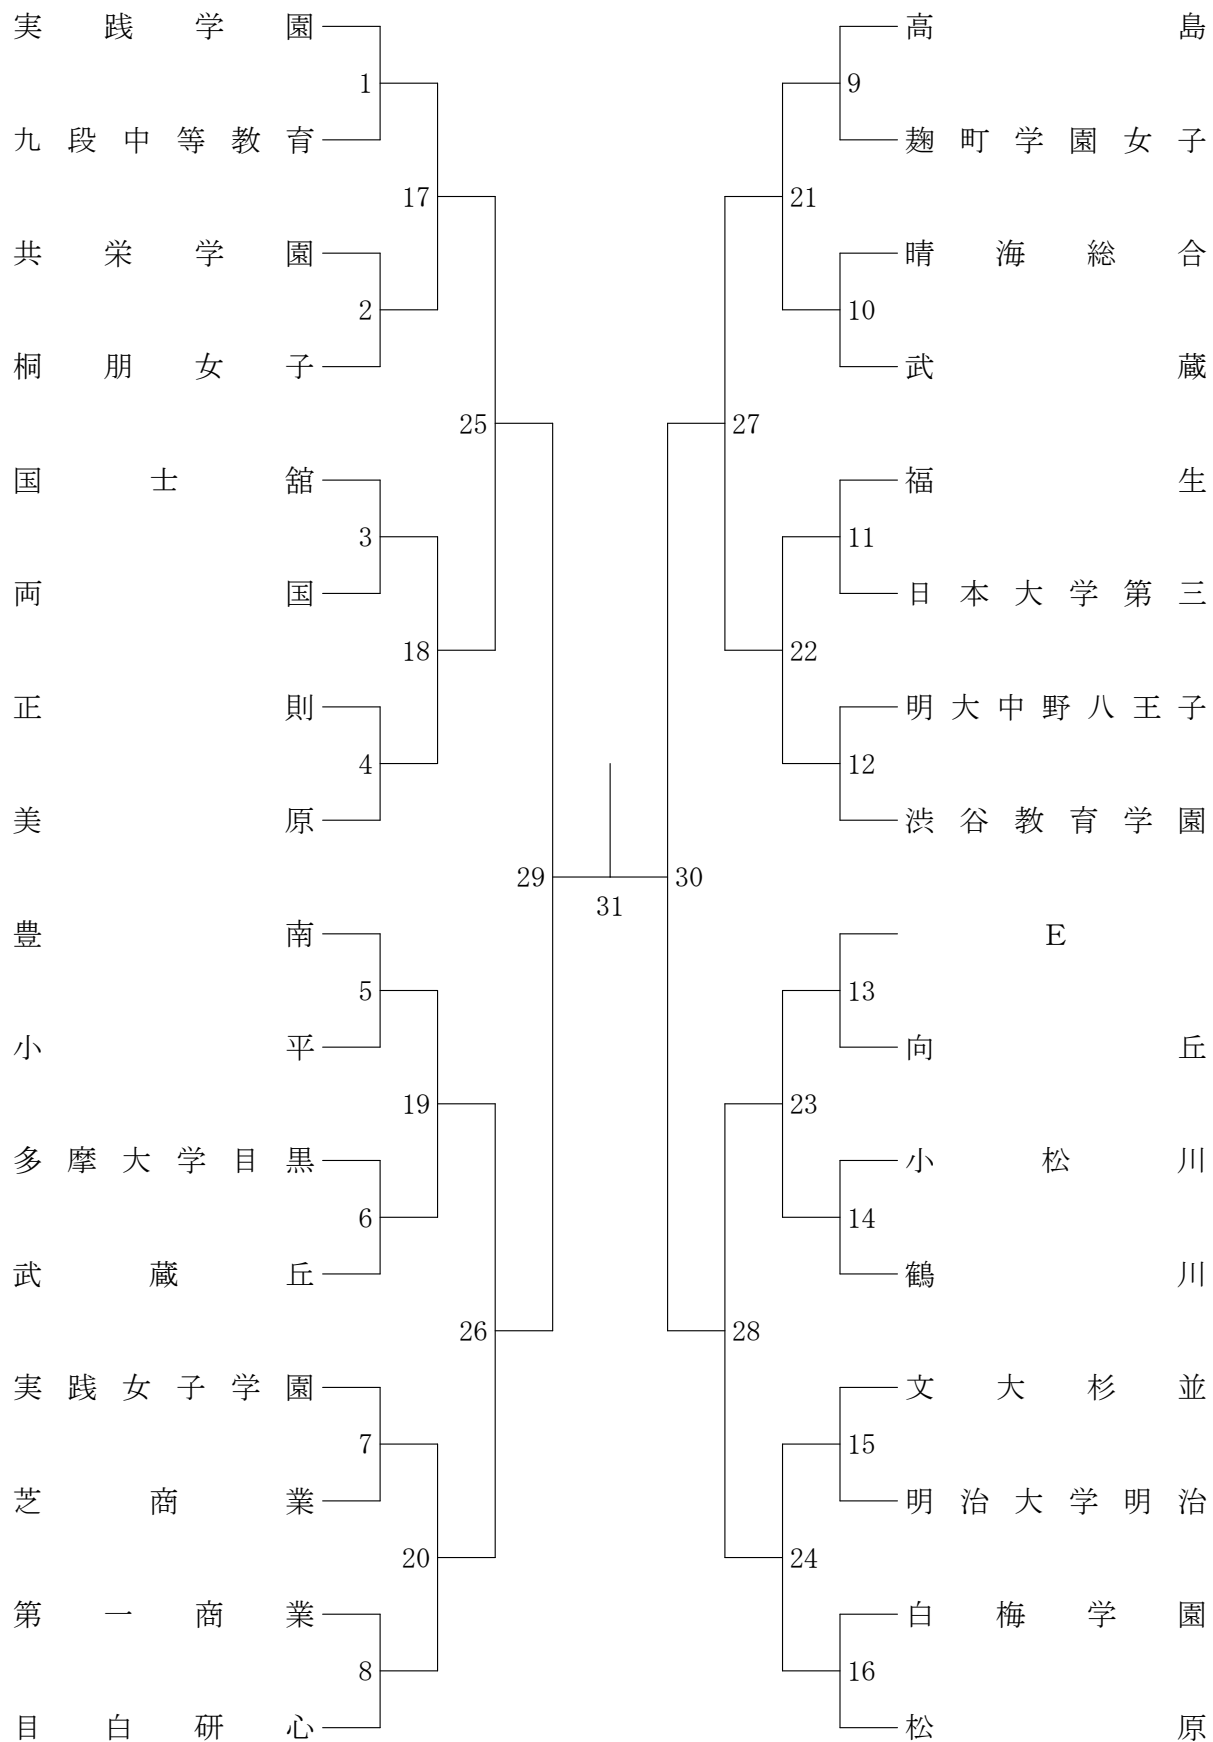 実践学園
高島
1
9
九段中等教育
麹町学園女子
17
21
共栄学園
晴海総合
2
10
桐朋女子
武蔵
25
27
国士舘
福生
3
11
両国
日本大学第三
18
22
正則
明大中野八王子
4
12
美原
渋谷教育学園
29
30
31
豊南
E
5
13
小平
向丘
19
23
多摩大学目黒
小松川
6
14
武蔵丘
鶴川
26
28
実践女子学園
文大杉並
7
15
芝商業
明治大学明治
20
24
第一商業
白梅学園
8
16
目白研心
松原